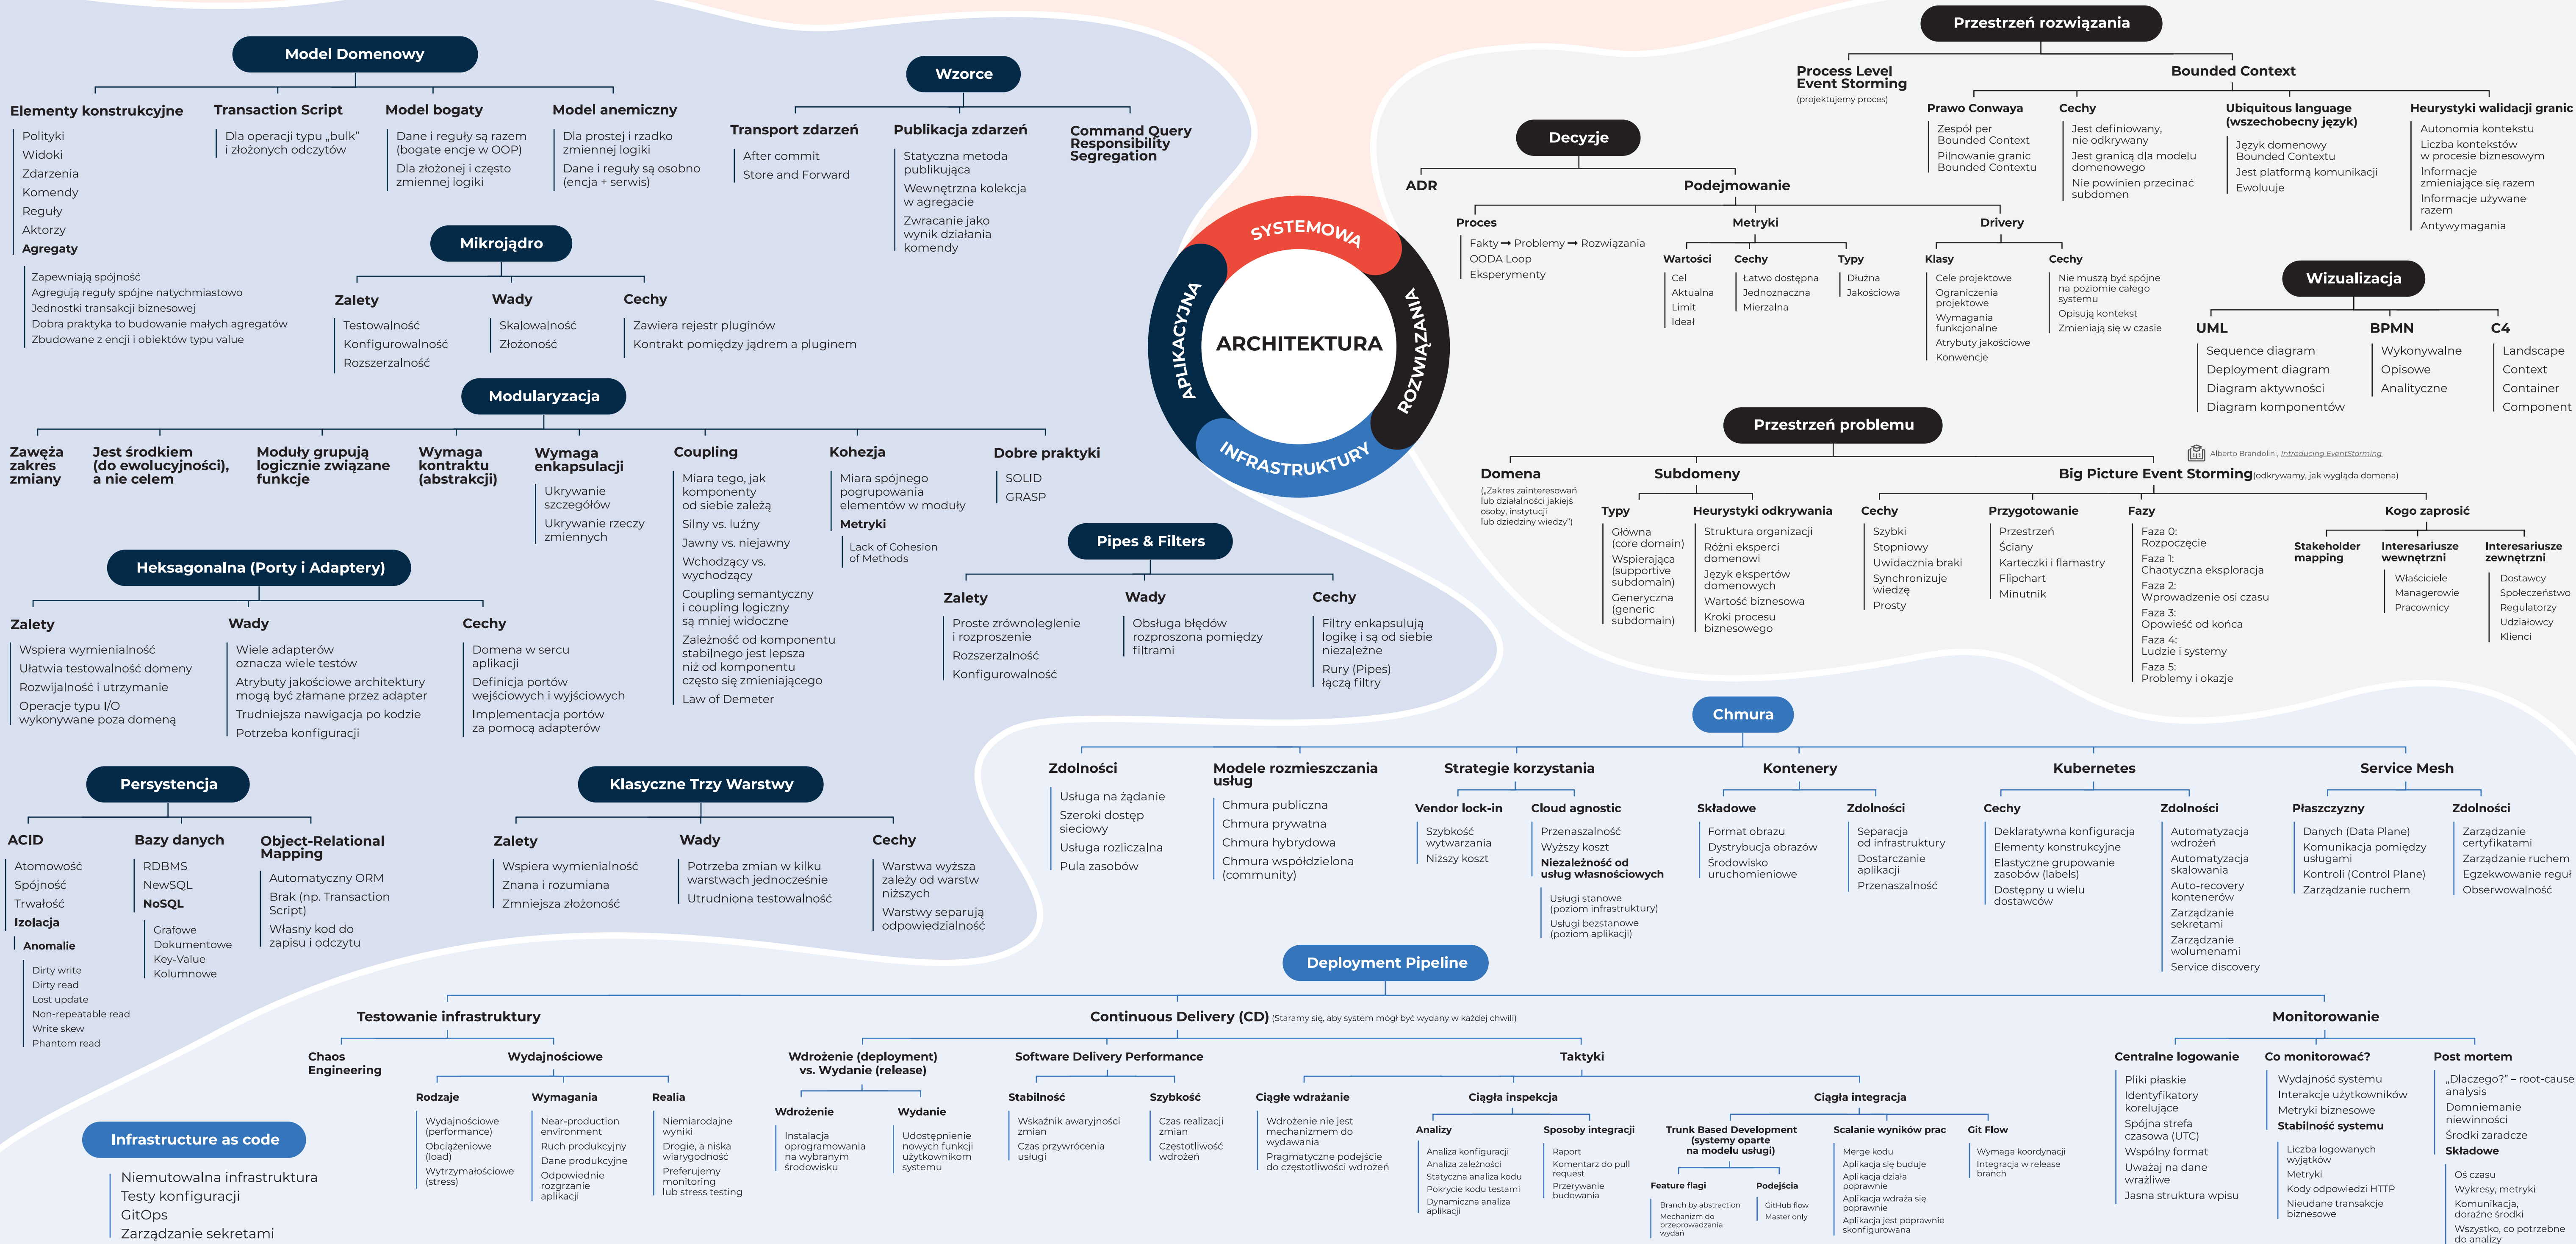 Model Domenowy
Elementy konstrukcyjne
Polityki
Widoki
Zdarzenia
Komendy
Reguły
Aktorzy
Agregaty
Zapewniają spójność
Agregują reguły spójne natychmiastowo
Jednostki transakcji biznesowej
Dobra praktyka to budowanie małych agregatów
Zbudowane z encji i obiektów typu value
Transaction Script
Dla operacji typu „bulk”
i złożonych odczytów
Model bogaty
Dane i reguły są razem
(bogate encje w OOP)
Dla złożonej i często
zmiennej logiki
Model anemiczny
Dla prostej i rzadko
zmiennej logiki
Dane i reguły są osobno
(encja + serwis)
Wzorce
Transport zdarzeń
After commit
Store and Forward
Publikacja zdarzeń
Statyczna metoda
publikująca
Wewnętrzna kolekcja
w agregacie
Zwracanie jako
wynik działania
komendy
Command Query
Responsibility
Segregation
Mikrojądro
Zalety
Testowalność
Konfigurowalność
Rozszerzalność
Wady
Skalowalność
Złożoność
Cechy
Zawiera rejestr pluginów
Kontrakt pomiędzy jądrem a pluginem
Modularyzacja
Zawęża
zakres
zmiany
Jest środkiem
(do ewolucyjności),
a nie celem
Moduły grupują
logicznie związane
funkcje
Wymaga
kontraktu
(abstrakcji)
Wymaga
enkapsulacji
Ukrywanie
szczegółów
Ukrywanie rzeczy
zmiennych
Coupling
Miara tego, jak
komponenty
od siebie zależą
Silny vs. luźny
Jawny vs. niejawny
Wchodzący vs.
wychodzący
Coupling semantyczny
i coupling logiczny
są mniej widoczne
Zależność od komponentu
stabilnego jest lepsza
niż od komponentu
często się zmieniającego
Law of Demeter
Kohezja
Miara spójnego
pogrupowania
elementów w moduły
Metryki
Lack of Cohesion
of Methods
Dobre praktyki
SOLID
GRASP
Heksagonalna (Porty i Adaptery)
Zalety
Wspiera wymienialność
Ułatwia testowalność domeny
Rozwijalność i utrzymanie
Operacje typu I/O
wykonywane poza domeną
Wady
Wiele adapterów
oznacza wiele testów
Atrybuty jakościowe architektury
mogą być złamane przez adapter
Trudniejsza nawigacja po kodzie
Potrzeba konfiguracji
Cechy
Domena w sercu
aplikacji
Definicja portów
wejściowych i wyjściowych
Implementacja portów
za pomocą adapterów
Pipes & Filters
Zalety
Proste zrównoleglenie
i rozproszenie
Rozszerzalność
Konfigurowalność
Wady
Obsługa błędów
rozproszona pomiędzy
filtrami
Cechy
Filtry enkapsulują
logikę i są od siebie
niezależne
Rury (Pipes)
łączą filtry
Persystencja
ACID
Atomowość
Spójność
Trwałość
Izolacja
Anomalie
Dirty write
Dirty read
Lost update
Non-repeatable read
Write skew
Phantom read
Bazy danych
RDBMS
NewSQL
NoSQL
Grafowe
Dokumentowe
Key-Value
Kolumnowe
Object-Relational
Mapping
Automatyczny ORM
Brak (np. Transaction
Script)
Własny kod do
zapisu i odczytu
Klasyczne Trzy Warstwy
Zalety
Wspiera wymienialność
Znana i rozumiana
Zmniejsza złożoność
Wady
Potrzeba zmian w kilku
warstwach jednocześnie
Utrudniona testowalność
Cechy
Warstwa wyższa
zależy od warstw
niższych
Warstwy separują
odpowiedzialność
ARCHITEKTURA
SYSTEMOWA
ROZWIĄZANIA
INFRASTRUKTURY
APLIKACYJNA
Przestrzeń rozwiązania
Process Level
Event Storming
(projektujemy proces)
Bounded Context
Prawo Conwaya
Zespół per
Bounded Context
Pilnowanie granic
Bounded Contextu
Cechy
Jest definiowany,
nie odkrywany
Jest granicą dla modelu
domenowego
Nie powinien przecinać
subdomen
Ubiquitous language
(wszechobecny język)
Język domenowy
Bounded Contextu
Jest platformą komunikacji
Ewoluuje
Heurystyki walidacji granic
Autonomia kontekstu
Liczba kontekstów
w procesie biznesowym
Informacje
zmieniające się razem
Informacje używane
razem
Antywymagania
Decyzje
ADR
Podejmowanie
Proces
Fakty ➞ Problemy ➞ Rozwiązania
OODA Loop
Eksperymenty
Metryki
Wartości
Cel
Aktualna
Limit
Ideał
Cechy
Łatwo dostępna
Jednoznaczna
Mierzalna
Typy
Dłużna
Jakościowa
Drivery
Klasy
Cele projektowe
Ograniczenia
projektowe
Wymagania
funkcjonalne
Atrybuty jakościowe
Konwencje
Cechy
Nie muszą być spójne
na poziomie całego
systemu
Opisują kontekst
Zmieniają się w czasie
Wizualizacja
UML
Sequence diagram
Deployment diagram
Diagram aktywności
Diagram komponentów
BPMN
Wykonywalne
Opisowe
Analityczne
C4
Landscape
Context
Container
Component
Przestrzeń problemu
Alberto Brandolini, Introducing EventStorming
Domena
(„Zakres zainteresowań
lub działalności jakiejś
osoby, instytucji
lub dziedziny wiedzy”)
Subdomeny
Typy
Główna
(core domain)
Wspierająca
(supportive
subdomain)
Generyczna
(generic
subdomain)
Heurystyki odkrywania
Struktura organizacji
Różni eksperci
domenowi
Język ekspertów
domenowych
Wartość biznesowa
Kroki procesu
biznesowego
Big Picture Event Storming(odkrywamy, jak wygląda domena)
Cechy
Szybki
Stopniowy
Uwidacznia braki
Synchronizuje
wiedzę
Prosty
Przygotowanie
Przestrzeń
Ściany
Karteczki i flamastry
Flipchart
Minutnik
Fazy
Faza 0:
Rozpoczęcie
Faza 1:
Chaotyczna eksploracja
Faza 2:
Wprowadzenie osi czasu
Faza 3:
Opowieść od końca
Faza 4:
Ludzie i systemy
Faza 5:
Problemy i okazje
Kogo zaprosić
Stakeholder
mapping
Interesariusze
wewnętrzni
Właściciele
Managerowie
Pracownicy
Interesariusze
zewnętrzni
Dostawcy
Społeczeństwo
Regulatorzy
Udziałowcy
Klienci
Chmura
Zdolności
Usługa na żądanie
Szeroki dostęp
sieciowy
Usługa rozliczalna
Pula zasobów
Modele rozmieszczania
usług
Chmura publiczna
Chmura prywatna
Chmura hybrydowa
Chmura współdzielona
(community)
Strategie korzystania
Vendor lock-in
Szybkość
wytwarzania
Niższy koszt
Cloud agnostic
Przenaszalność
Wyższy koszt
Niezależność od
usług własnościowych
Usługi stanowe
(poziom infrastruktury)
Usługi bezstanowe
(poziom aplikacji)
Kontenery
Składowe
Format obrazu
Dystrybucja obrazów
Środowisko
uruchomieniowe
Zdolności
Separacja
od infrastruktury
Dostarczanie
aplikacji
Przenaszalność
Kubernetes
Cechy
Deklaratywna konfiguracja
Elementy konstrukcyjne
Elastyczne grupowanie
zasobów (labels)
Dostępny u wielu
dostawców
Zdolności
Automatyzacja
wdrożeń
Automatyzacja
skalowania
Auto-recovery
kontenerów
Zarządzanie
sekretami
Zarządzanie
wolumenami
Service discovery
Service Mesh
Płaszczyzny
Danych (Data Plane)
Komunikacja pomiędzy
usługami
Kontroli (Control Plane)
Zarządzanie ruchem
Zdolności
Zarządzanie
certyfikatami
Zarządzanie ruchem
Egzekwowanie reguł
Obserwowalność
Deployment Pipeline
Testowanie infrastruktury
Chaos
Engineering
Wydajnościowe
Rodzaje
Wydajnościowe
(performance)
Obciążeniowe
(load)
Wytrzymałościowe
(stress)
Wymagania
Near-production
environment
Ruch produkcyjny
Dane produkcyjne
Odpowiednie
rozgrzanie
aplikacji
Realia
Niemiarodajne
wyniki
Drogie, a niska
wiarygodność
Preferujemy
monitoring
lub stress testing
Continuous Delivery (CD) (Staramy się, aby system mógł być wydany w każdej chwili)
Wdrożenie (deployment)
vs. Wydanie (release)
Wdrożenie
Instalacja
oprogramowania
na wybranym
środowisku
Wydanie
Udostępnienie
nowych funkcji
użytkownikom
systemu
Software Delivery Performance
Stabilność
Wskaźnik awaryjności
zmian
Czas przywrócenia
usługi
Szybkość
Czas realizacji
zmian
Częstotliwość
wdrożeń
Taktyki
Ciągłe wdrażanie
Wdrożenie nie jest
mechanizmem do
wydawania
Pragmatyczne podejście
do częstotliwości wdrożeń
Ciągła inspekcja
Analizy
Analiza konfiguracji
Analiza zależności
Statyczna analiza kodu
Pokrycie kodu testami
Dynamiczna analiza
aplikacji
Sposoby integracji
Raport
Komentarz do pull
request
Przerywanie
budowania
Ciągła integracja
Trunk Based Development
(systemy oparte
na modelu usługi)
Feature flagi
Branch by abstraction
Mechanizm do
przeprowadzania
wydań
Podejścia
GitHub flow
Master only
Scalanie wyników prac
Merge kodu
Aplikacja się buduje
Aplikacja działa
poprawnie
Aplikacja wdraża się
poprawnie
Aplikacja jest poprawnie
skonfigurowana
Git Flow
Wymaga koordynacji
Integracja w release
branch
Monitorowanie
Centralne logowanie
Pliki płaskie
Identyfikatory
korelujące
Spójna strefa
czasowa (UTC)
Wspólny format
Uważaj na dane
wrażliwe
Jasna struktura wpisu
Co monitorować?
Wydajność systemu
Interakcje użytkowników
Metryki biznesowe
Stabilność systemu
Liczba logowanych
wyjątków
Metryki
Kody odpowiedzi HTTP
Nieudane transakcje
biznesowe
Post mortem
„Dlaczego?” – root-cause
analysis
Domniemanie
niewinności
Środki zaradcze
Składowe
Oś czasu
Wykresy, metryki
Komunikacja,
doraźne środki
Wszystko, co potrzebne
do analizy
Infrastructure as code
Niemutowalna infrastruktura
Testy konfiguracji
GitOps
Zarządzanie sekretami